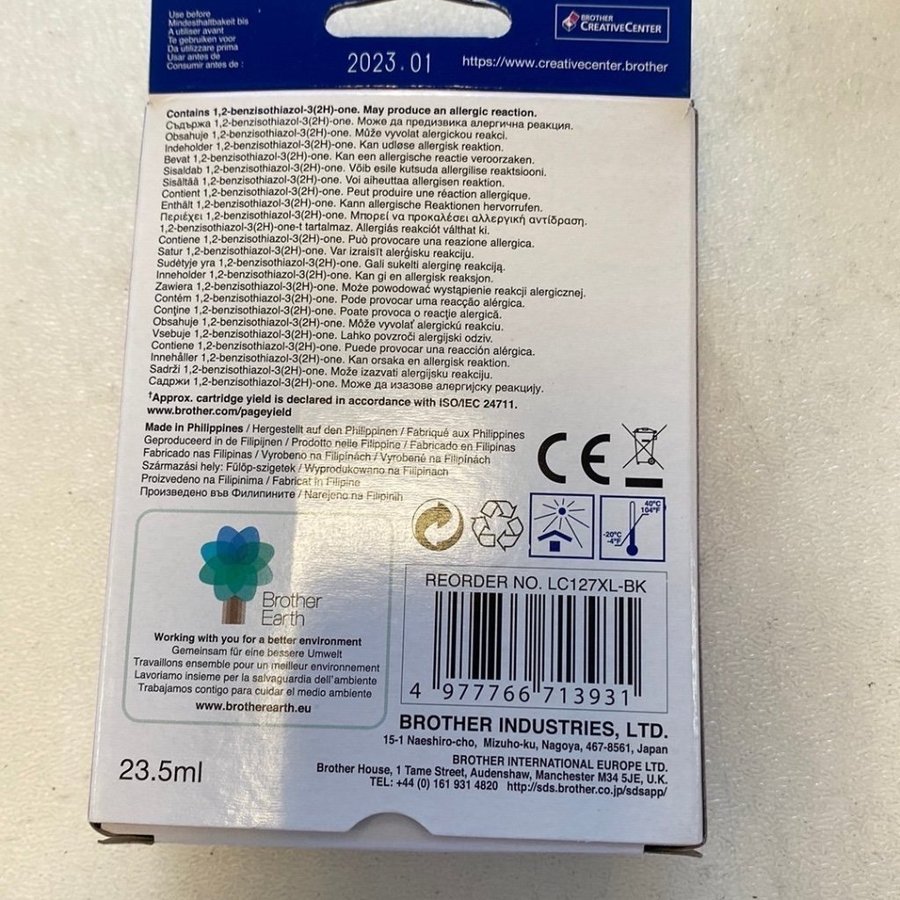 Use before
Mindesthaltbarkeit bis
A utiliser avant
Te gebruiken voor
Da utilizzare prima
Usar antes de
Consumir antes de :
2023.01
BROTHER
CREATIVECENTER
https://www.creativecenter.brother
Contains 1,2-benzisothiazol-3(2H)-one. May produce an allergic reaction.
Съдържа 1,2-benzisothiazol-3(2H)-one. Може да предизвика алергична реакция.
Obsahuje 1,2-benzisothiazol-3(2H)-one. Může vyvolat alergickou reakci.
Indeholder 1,2-benzisothiazol-3(2H)-one. Kan udløse allergisk reaktion.
Bevat 1,2-benzisothiazol-3(2H)-one. Kan een allergische reactie veroorzaken.
Sisaldab 1,2-benzisothiazol-3(2H)-one. Võib esile kutsuda allergilise reaktsiooni.
Sisältää 1,2-benzisothiazol-3(2H)-one. Voi aiheuttaa allergisen reaktion.
Contient 1,2-benzisothiazol-3(2H)-one. Peut produire une réaction allergique.
Enthält 1,2-benzisothiazol-3(2H)-one. Kann allergische Reaktionen hervorrufen.
Περιέχει 1,2-benzisothiazol-3(2H)-one. Μπορεί να προκαλέσει αλλεργική αντίδραση.
1,2-benzisothiazol-3(2H)-one-t tartalmaz. Allergiás reakciót válthat ki.
Contiene 1,2-benzisothiazol-3(2H)-one. Può provocare una reazione allergica.
Satur 1,2-benzisothiazol-3(2H)-one. Var izraisīt alerģisku reakciju.
Sudėtyje yra 1,2-benzisothiazol-3(2H)-one. Gali sukelti alerginę reakciją.
Inneholder 1,2-benzisothiazol-3(2H)-one. Kan gi en allergisk reaksjon.
Zawiera 1,2-benzisothiazol-3(2H)-one. Może powodować wystąpienie reakcji alergicznej.
Contém 1,2-benzisothiazol-3(2H)-one. Pode provocar uma reacção alérgica.
Conţine 1,2-benzisothiazol-3(2H)-one. Poate provoca o reacţie alergică.
Obsahuje 1,2-benzisothiazol-3(2H)-one. Môže vyvolať alergickú reakciu.
Vsebuje 1,2-benzisothiazol-3(2H)-one. Lahko povzroči alergijski odziv.
Contiene 1,2-benzisothiazol-3(2H)-one. Puede provocar una reacción alérgica.
Innehåller 1,2-benzisothiazol-3(2H)-one. Kan orsaka en allergisk reaktion.
Sadrži 1,2-benzisothiazol-3(2H)-one. Može izazvati alergijsku reakciju.
Садржи 1,2-benzisothiazol-3(2H)-one. Може да изазове алергијску реакцију.
†Approx. cartridge yield is declared in accordance with ISO/IEC 24711.
www.brother.com/pageyield
Made in Philippines / Hergestellt auf den Philippinen / Fabriqué aux Philippines
Geproduceerd in de Filipijnen / Prodotto nelle Filippine / Fabricado en Filipinas
Fabricado nas Filipinas / Vyrobeno na Filipínách / Vyrobené na Filipínach
Származási hely: Fülöp-szigetek / Wyprodukowano na Filipinach
Proizvedeno na Filipinima / Fabricat în Filipine
Произведено във Филипините / Narejeno na Filipinih
CE
40°C
104°F
-20°C
-4°F
Brother
Earth
Working with you for a better environment
Gemeinsam für eine bessere Umwelt
Travaillons ensemble pour un meilleur environnement
Lavoriamo insieme per la salvaguardia dell'ambiente
Trabajamos contigo para cuidar el medio ambiente
www.brotherearth.eu
REORDER NO. LC127XL-BK
4 977766 713931
BROTHER INDUSTRIES, LTD.
15-1 Naeshiro-cho, Mizuho-ku, Nagoya, 467-8561, Japan
BROTHER INTERNATIONAL EUROPE LTD.
Brother House, 1 Tame Street, Audenshaw, Manchester M34 5JE, U.K.
TEL: +44 (0) 161 931 4820 http://sds.brother.co.jp/sdsapp/
23.5ml